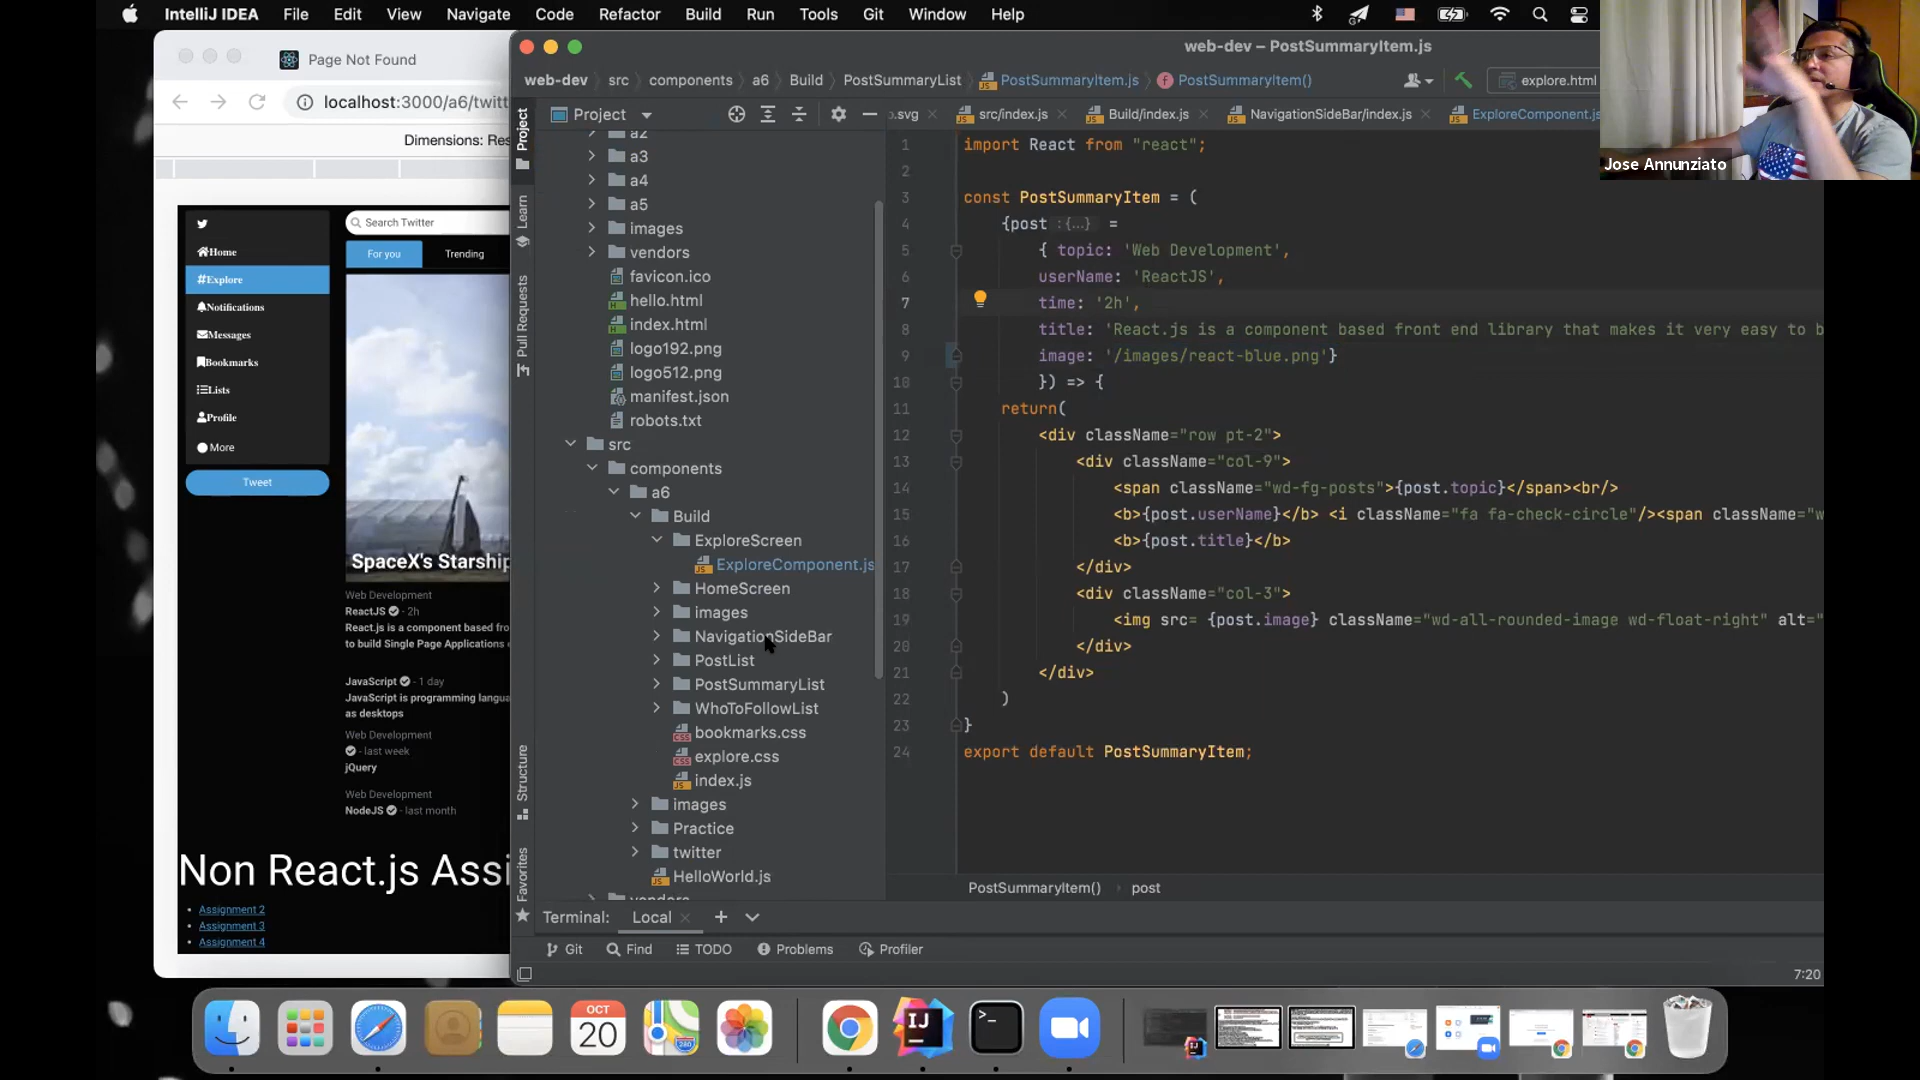 IntelliJ IDEA File Edit View Navigate Code Refactor Build Run Tools Git Window Help
Page Not Found
localhost:3000/a6/twitt
Dimensions: Res
Search Twitter
For you Trending
Home
#Explore
Notifications
Messages
Bookmarks
Lists
Profile
More
Tweet
SpaceX's Starship
Web Development
ReactJS - 2h
React.js is a component based fro
to build Single Page Applications
JavaScript - 1 day
JavaScript is programming langua
as desktops
Web Development
- last week
jQuery
Web Development
NodeJS - last month
Non React.js Assi
Assignment 2
Assignment 3
Assignment 4
web-dev – PostSummaryItem.js
web-dev src components a6 Build PostSummaryList PostSummaryItem.js PostSummaryItem()
explore.html
Project
.svg src/index.js Build/index.js NavigationSideBar/index.js ExploreComponent.js
Project
Learn
Pull Requests
Structure
Favorites
a2
a3
a4
a5
images
vendors
favicon.ico
hello.html
index.html
logo192.png
logo512.png
manifest.json
robots.txt
src
components
a6
Build
ExploreScreen
ExploreComponent.js
HomeScreen
images
NavigationSideBar
PostList
PostSummaryList
WhoToFollowList
bookmarks.css
explore.css
index.js
images
Practice
twitter
HelloWorld.js
vendors
1 import React from "react";
2
3 const PostSummaryItem = (
4 {post :{...} =
5 { topic: 'Web Development',
6 userName: 'ReactJS',
7 time: '2h',
8 title: 'React.js is a component based front end library that makes it very easy to b
9 image: '/images/react-blue.png'}
10 }) => {
11 return(
12 <div className="row pt-2">
13 <div className="col-9">
14 <span className="wd-fg-posts">{post.topic}</span><br/>
15 <b>{post.userName}</b> <i className="fa fa-check-circle"/><span className="w
16 <b>{post.title}</b>
17 </div>
18 <div className="col-3">
19 <img src= {post.image} className="wd-all-rounded-image wd-float-right" alt="
20 </div>
21 </div>
22 )
23 }
24 export default PostSummaryItem;
PostSummaryItem() post
Terminal: Local
Git Find TODO Problems Profiler
7:20
Jose Annunziato
OCT
20
280
IJ